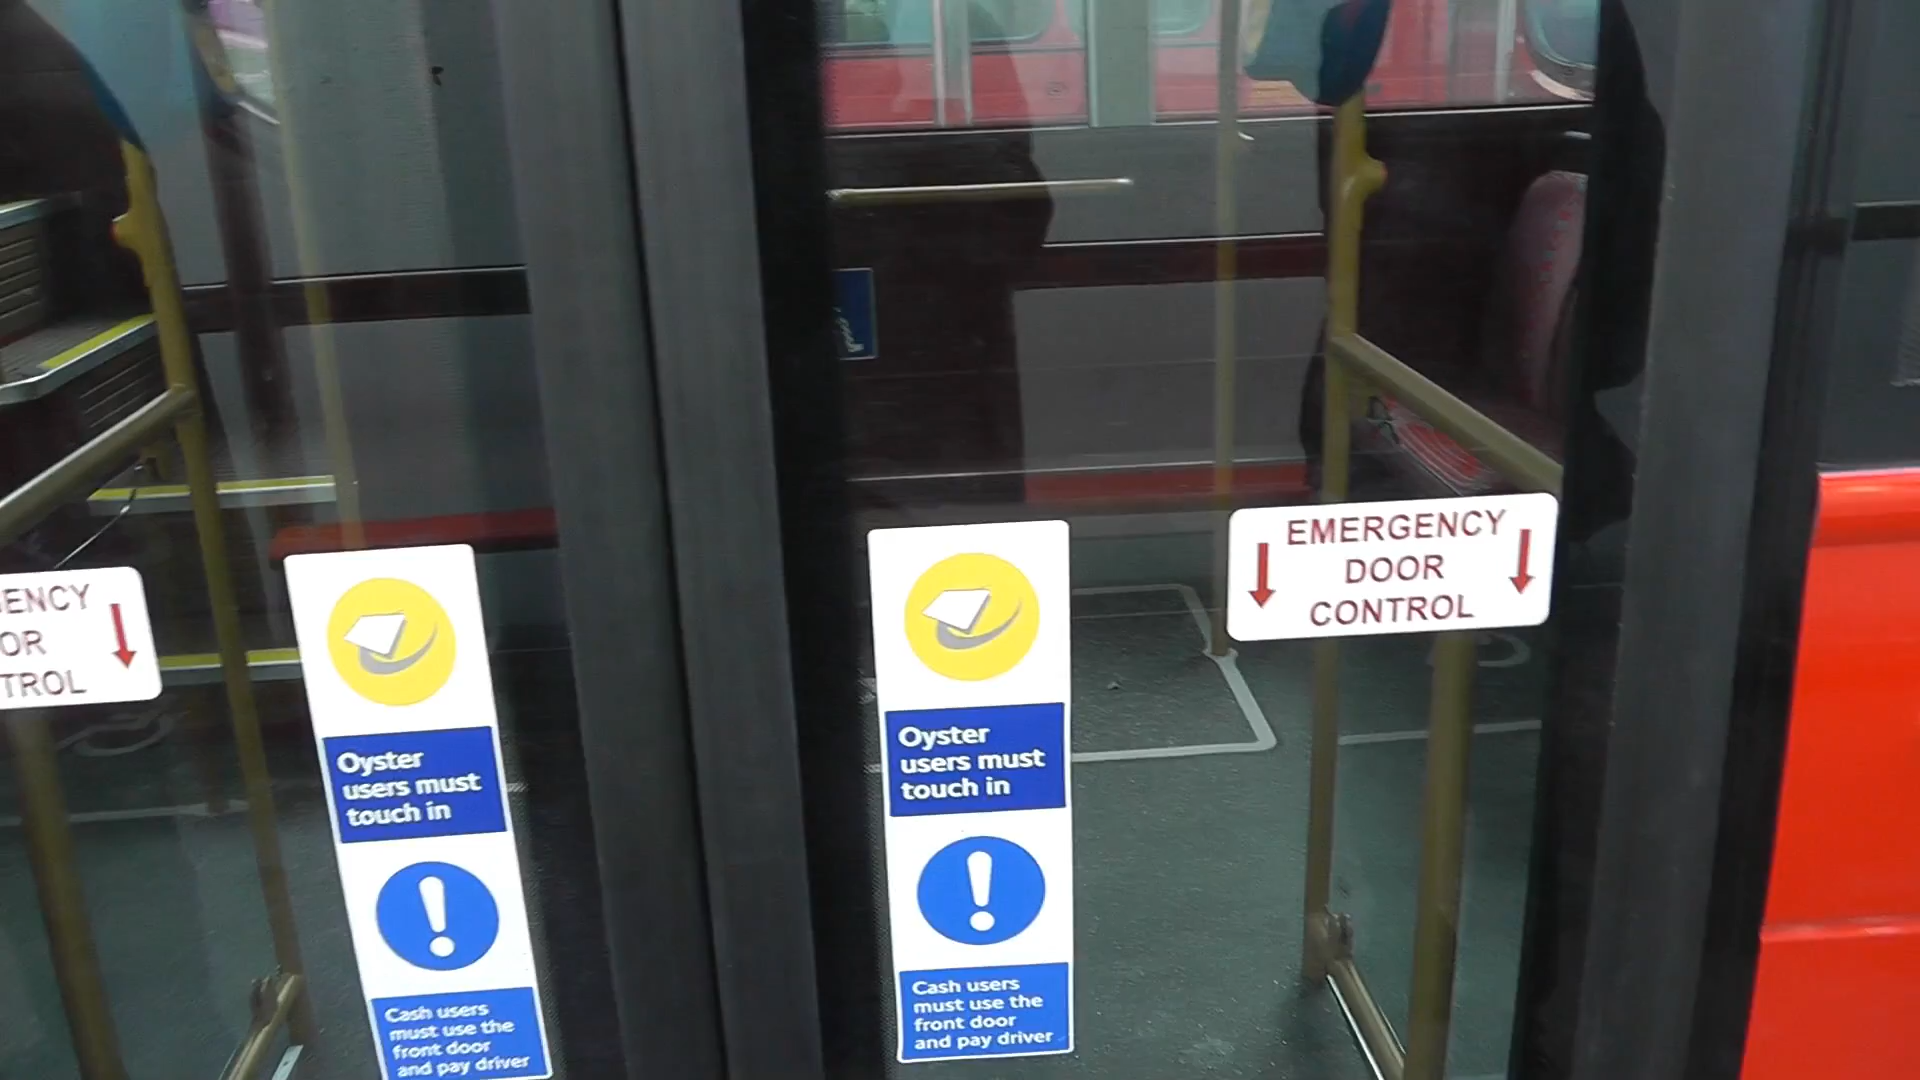 ENCY
OR
TROL
Oyster
users must
touch in
Cash users
must use the
front door
and pay driver
Oyster
users must
touch in
Cash users
must use the
front door
and pay driver
EMERGENCY
DOOR
CONTROL